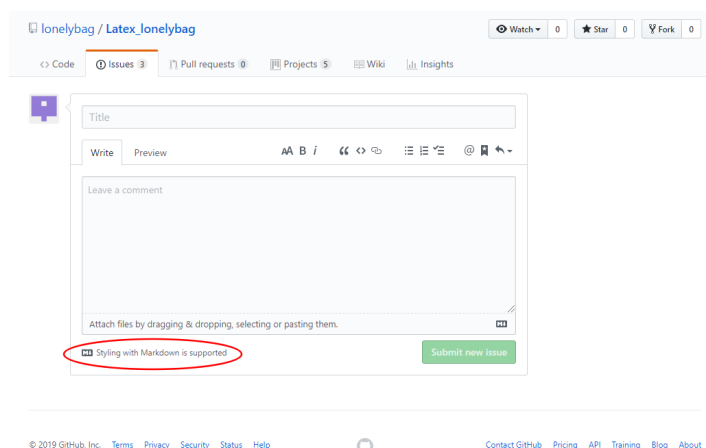 lonelybag / Latex_lonelybag
Watch 0 Star 0 Fork 0
Code Issues 3 Pull requests 0 Projects 5 Wiki Insights
Title
Write Preview AA B i
Leave a comment
Attach files by dragging & dropping, selecting or pasting them.
Styling with Markdown is supported Submit new issue
© 2019 GitHub, Inc. Terms Privacy Security Status Help Contact GitHub Pricing API Training Blog About